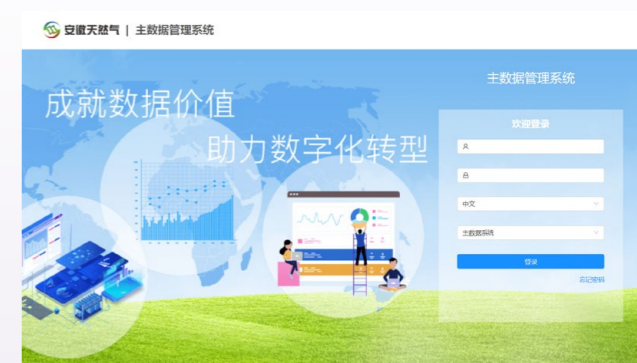 安徽天然气 | 主数据管理系统
成就数据价值
助力数字化转型
主数据管理系统
欢迎登录
中文
主数据系统
登录
忘记密码